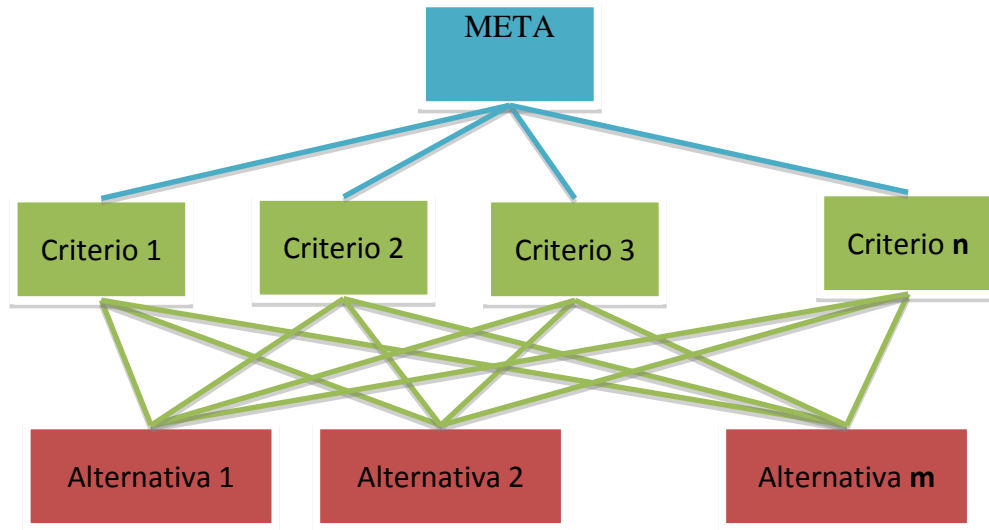 META
Criterio 1
Criterio 2
Criterio 3
Criterio n
Alternativa 1
Alternativa 2
Alternativa m